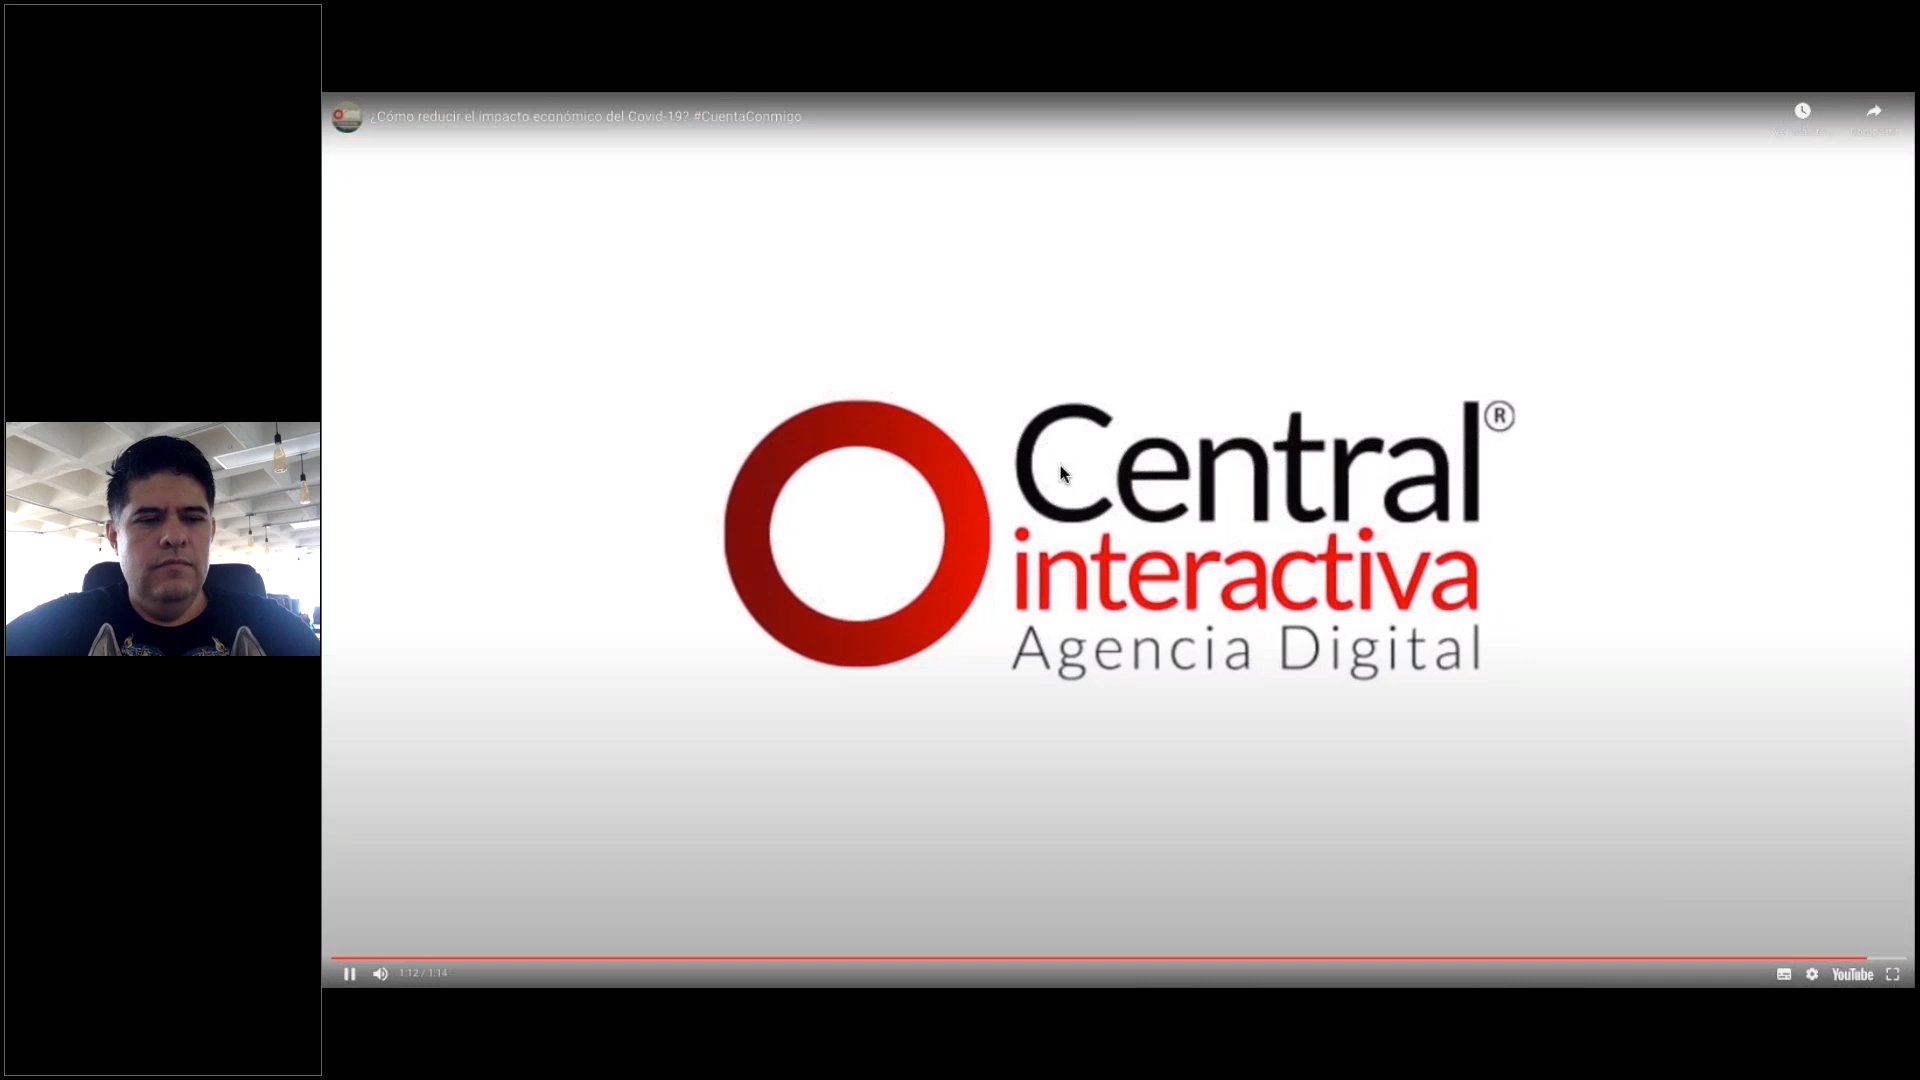 ¿Cómo reducir el impacto económico del Covid-19? #CuentaConmigo
Central®
interactiva
Agencia Digital
1:12 / 1:14
YouTube